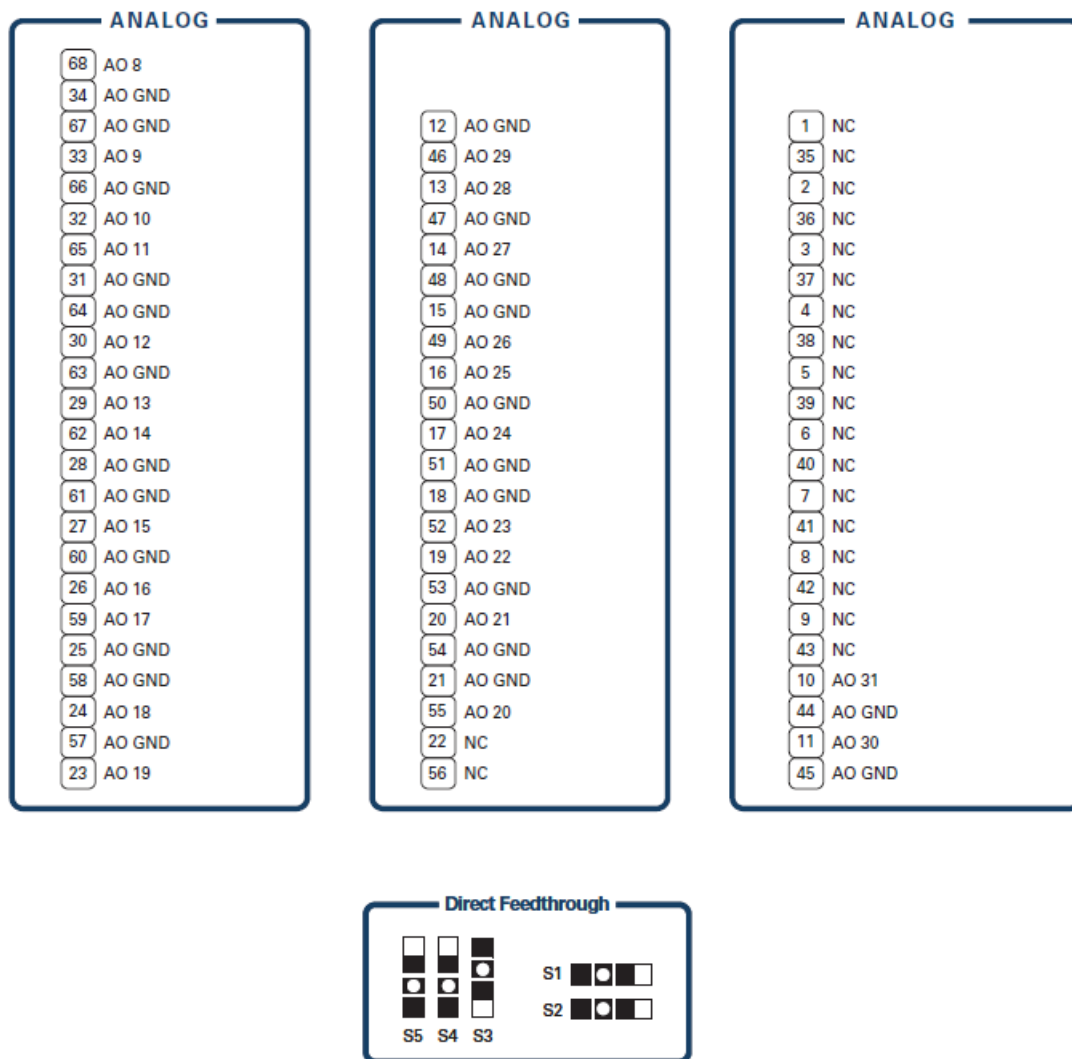 ANALOG
68 AO 8
34 AO GND
67 AO GND
33 AO 9
66 AO GND
32 AO 10
65 AO 11
31 AO GND
64 AO GND
30 AO 12
63 AO GND
29 AO 13
62 AO 14
28 AO GND
61 AO GND
27 AO 15
60 AO GND
26 AO 16
59 AO 17
25 AO GND
58 AO GND
24 AO 18
57 AO GND
23 AO 19
ANALOG
12 AO GND
46 AO 29
13 AO 28
47 AO GND
14 AO 27
48 AO GND
15 AO GND
49 AO 26
16 AO 25
50 AO GND
17 AO 24
51 AO GND
18 AO GND
52 AO 23
19 AO 22
53 AO GND
20 AO 21
54 AO GND
21 AO GND
55 AO 20
22 NC
56 NC
ANALOG
1 NC
35 NC
2 NC
36 NC
3 NC
37 NC
4 NC
38 NC
5 NC
39 NC
6 NC
40 NC
7 NC
41 NC
8 NC
42 NC
9 NC
43 NC
10 AO 31
44 AO GND
11 AO 30
45 AO GND
Direct Feedthrough
S1
S2
S5 S4 S3